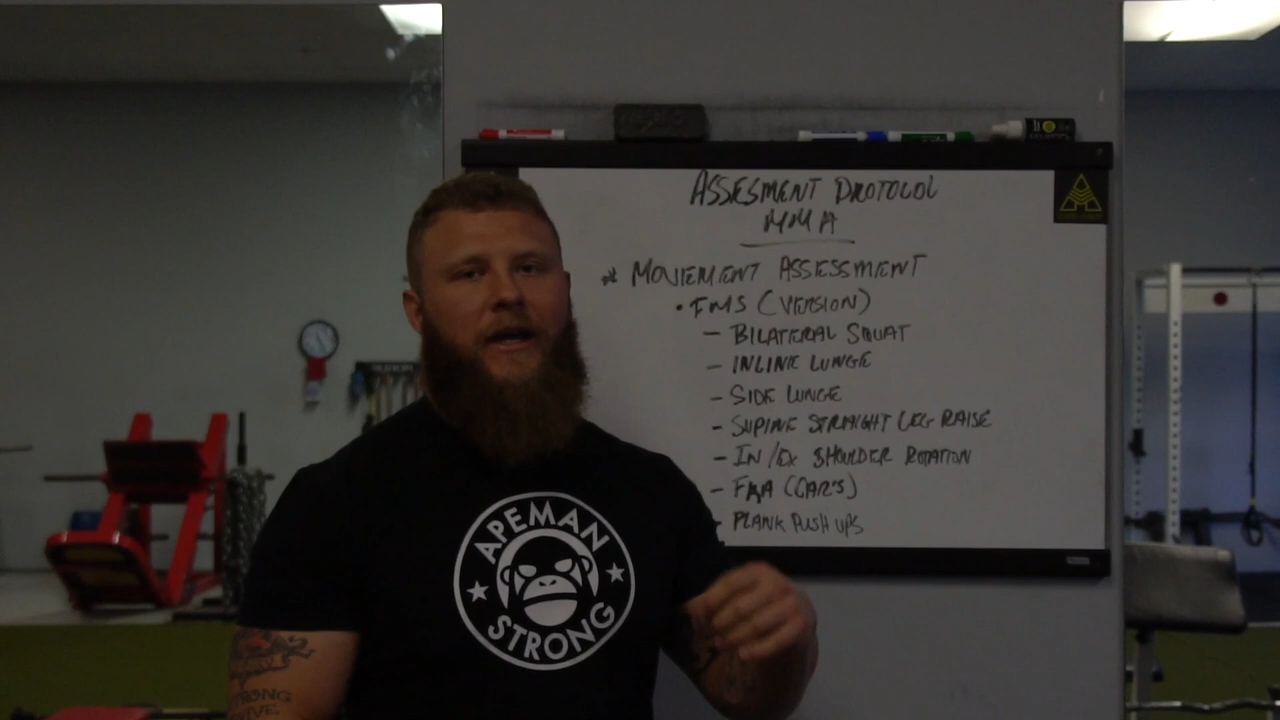 ASSESMENT PROTOCOL
MMA
* MOVEMENT ASSESSMENT
• FMS (VERSION)
– BILATERAL SQUAT
– INLINE LUNGE
– SIDE LUNGE
– SUPINE STRAIGHT LEG RAISE
– IN/EX SHOULDER ROTATION
– FRA (CAR'S)
– PLANK PUSH UPS
APEMAN
STRONG
STRONG